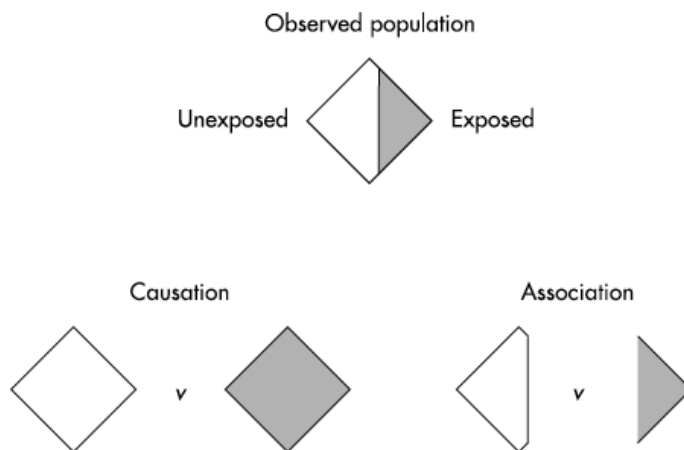 Observed population
Unexposed
Exposed
Causation
Association
v
v